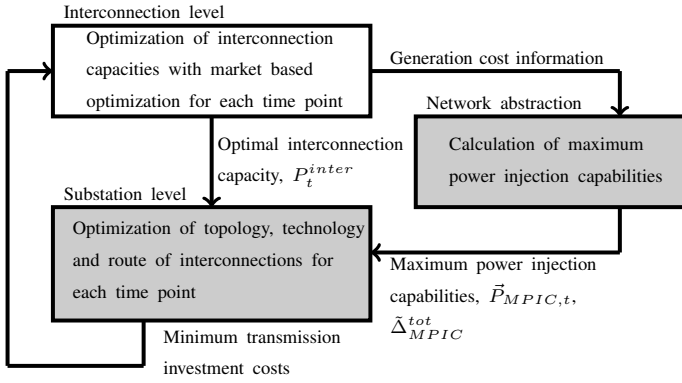 Interconnection level
Optimization of interconnection
capacities with market based
optimization for each time point
Generation cost information
Network abstraction
Calculation of maximum
power injection capabilities
Optimal interconnection
capacity, $P_t^{inter}$
Substation level
Optimization of topology, technology
and route of interconnections for
each time point
Maximum power injection
capabilities, $\vec{P}_{MPIC,t}$,
$\tilde{\Delta}_{MPIC}^{tot}$
Minimum transmission
investment costs